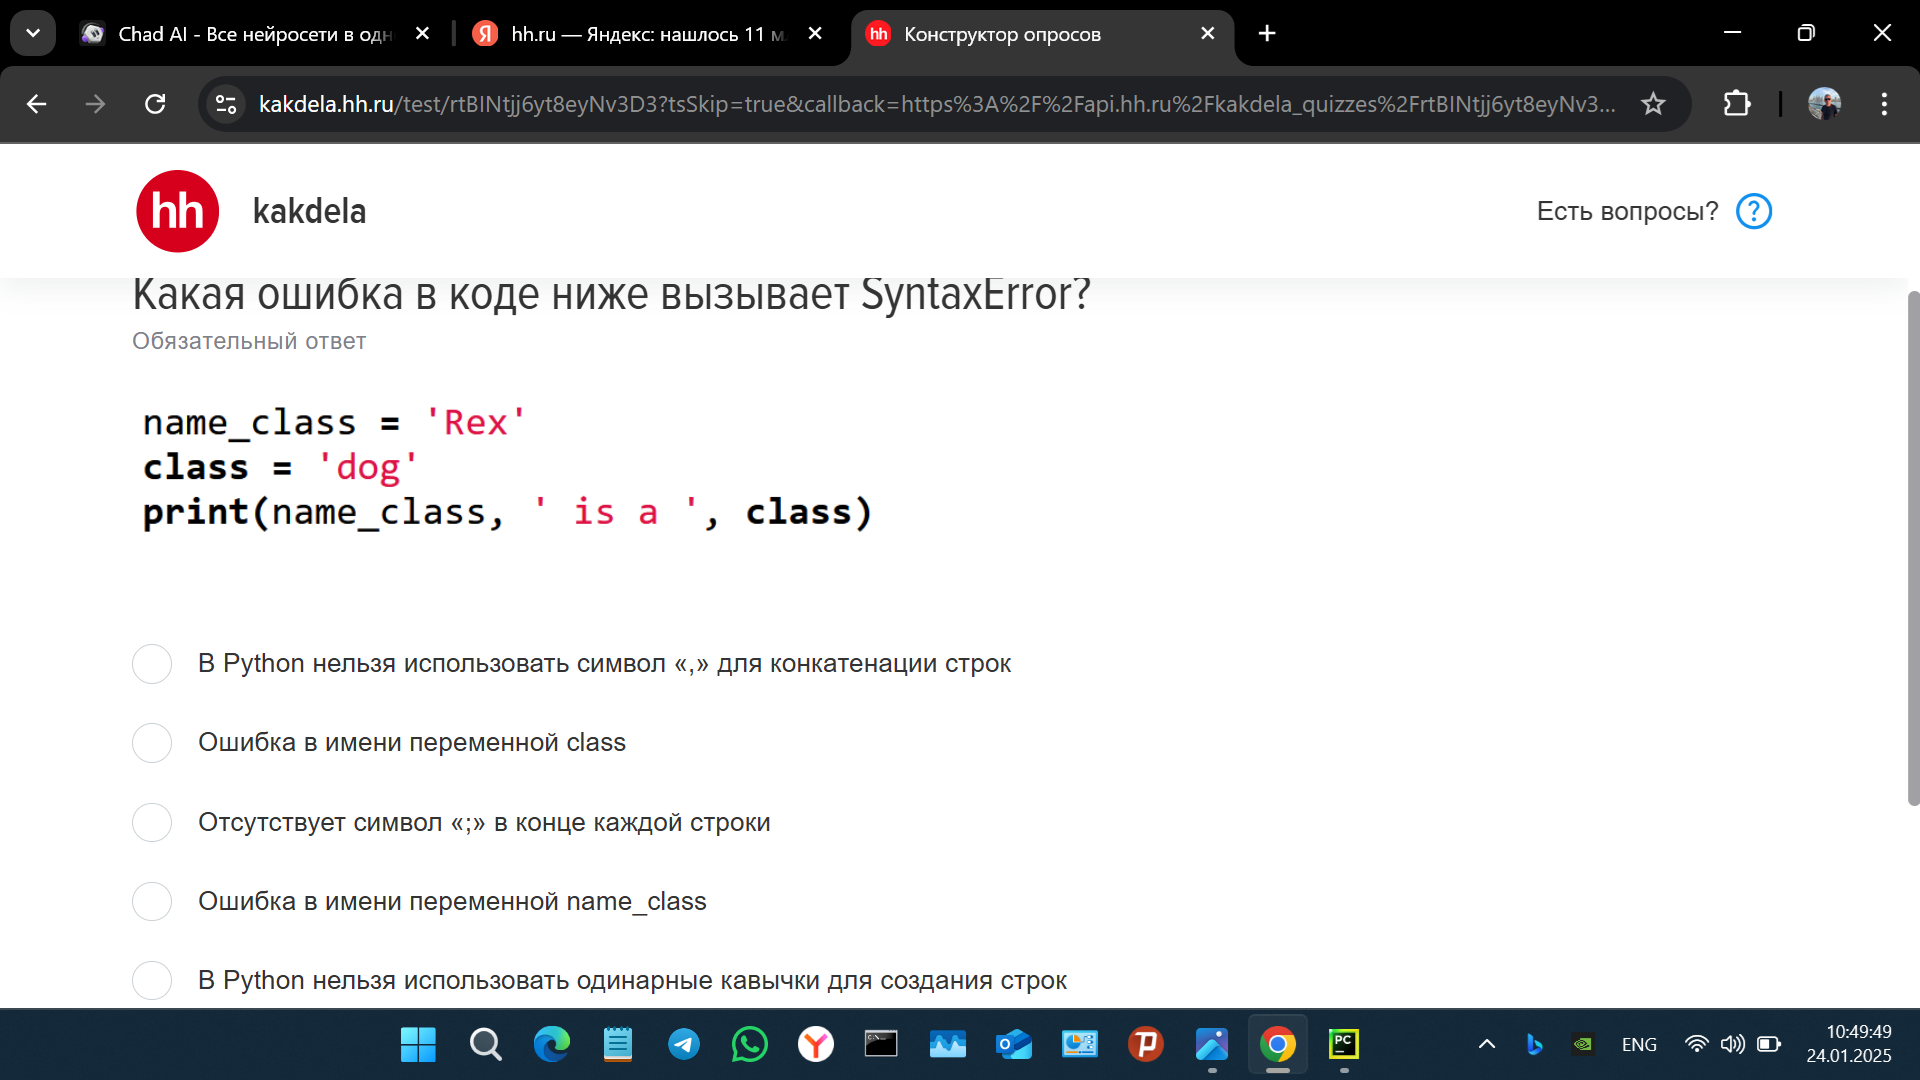 Chad AI - Все нейросети в одн
hh.ru — Яндекс: нашлось 11 м
Конструктор опросов
kakdela.hh.ru/test/rtBINtjj6yt8eyNv3D3?tsSkip=true&callback=https%3A%2F%2Fapi.hh.ru%2Fkakdela_quizzes%2FrtBINtjj6yt8eyNv3...
hh kakdela
Есть вопросы? ?
Какая ошибка в коде ниже вызывает SyntaxError?
Обязательный ответ
name_class = 'Rex'
class = 'dog'
print(name_class, ' is a ', class)
В Python нельзя использовать символ «,» для конкатенации строк
Ошибка в имени переменной class
Отсутствует символ «;» в конце каждой строки
Ошибка в имени переменной name_class
В Python нельзя использовать одинарные кавычки для создания строк
ENG
10:49:49
24.01.2025